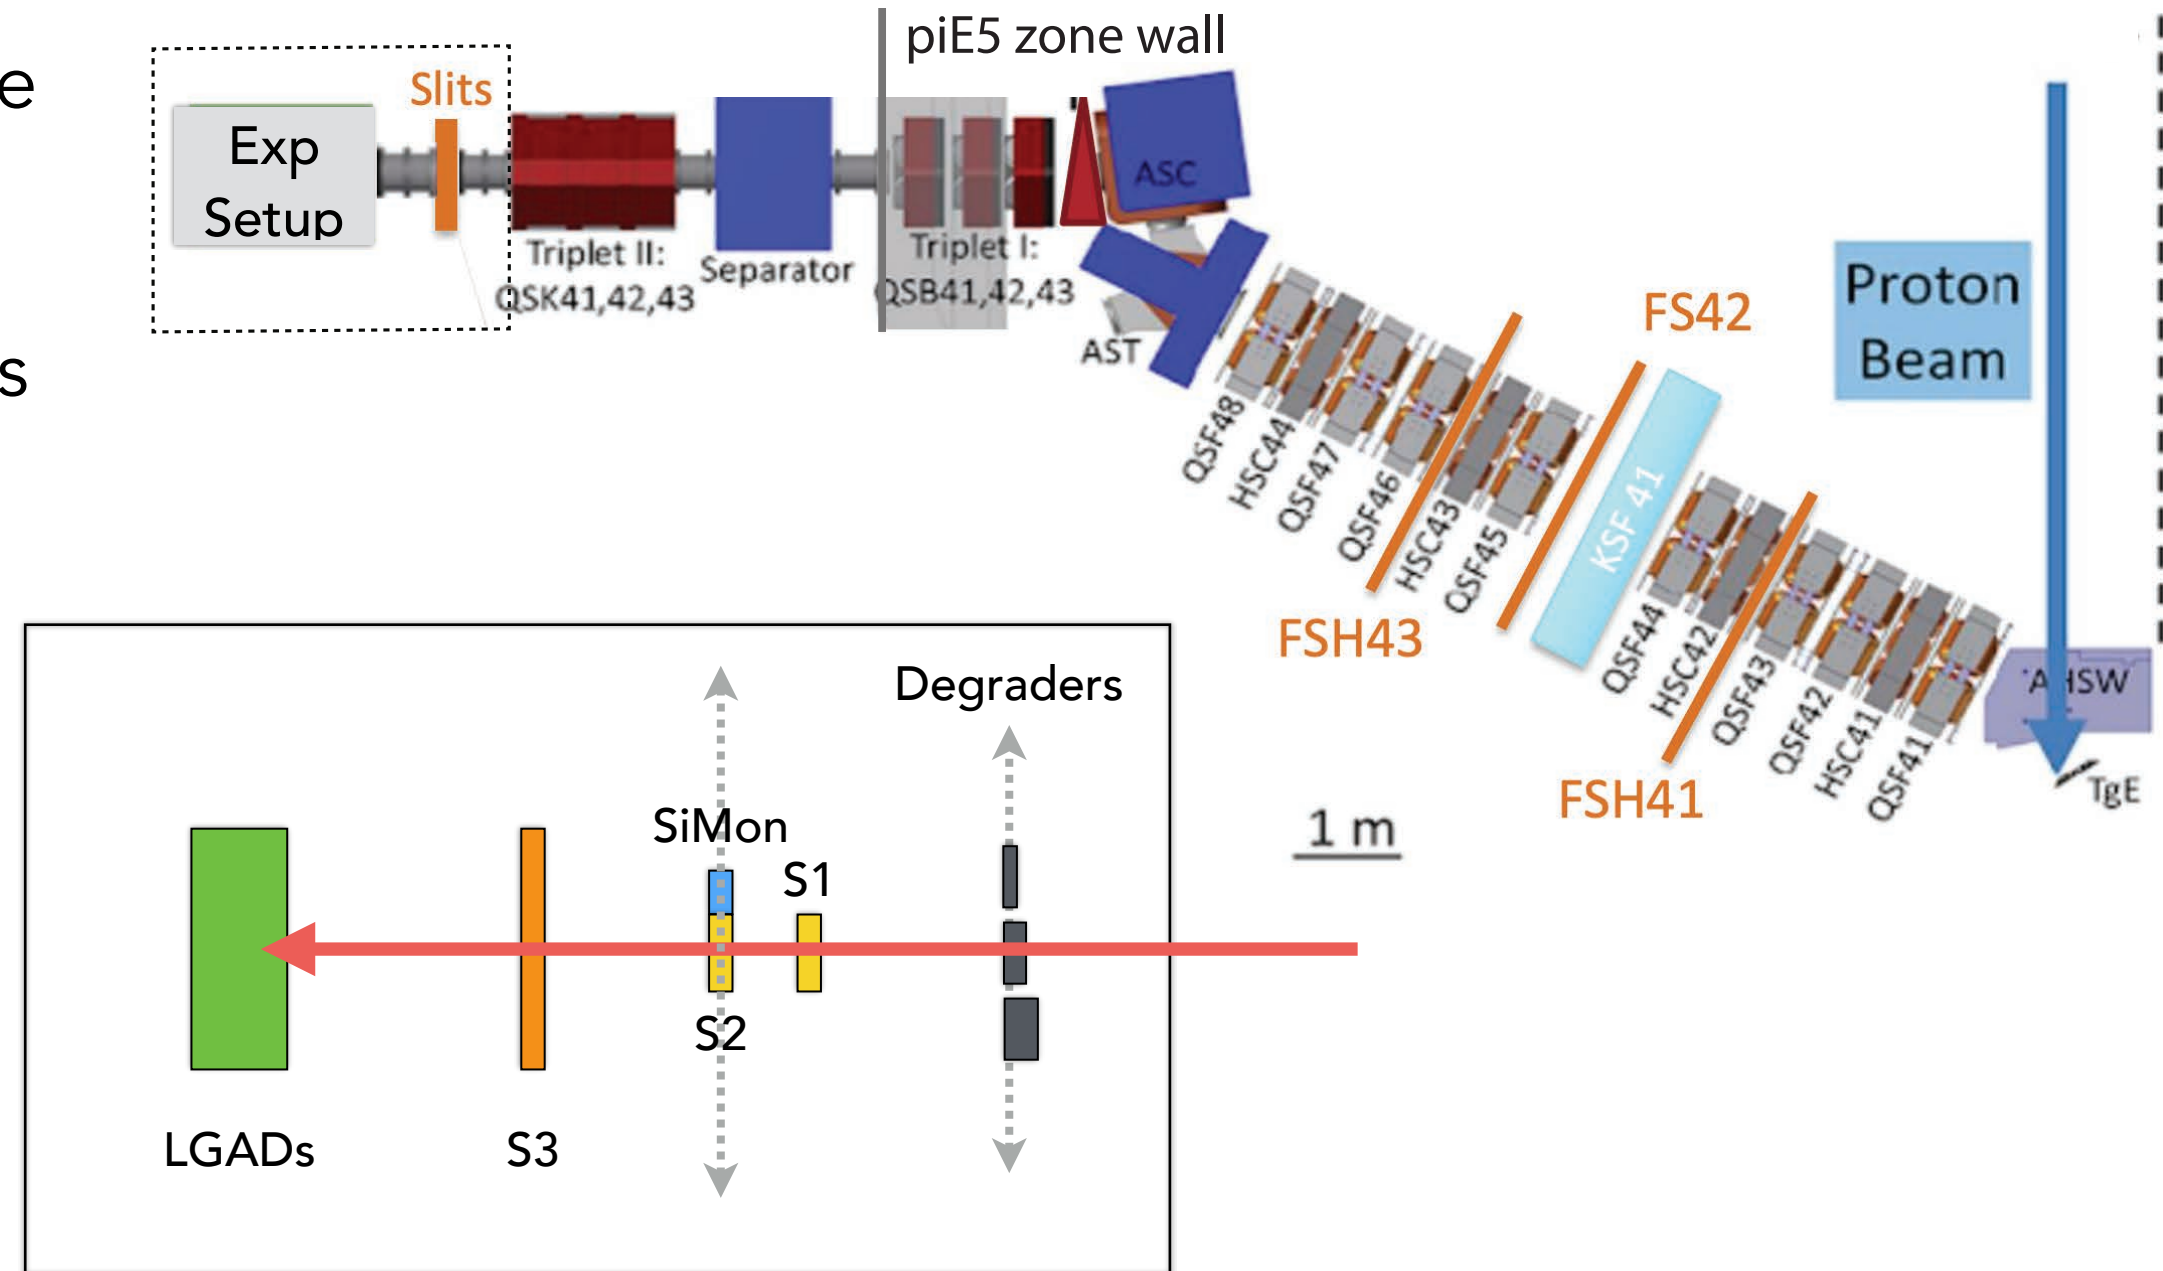 e
s
piE5 zone wall
Slits
Exp
Setup
ASC
Triplet II:
QSK41,42,43
Separator
Triplet I:
QSB41,42,43
AST
QSF48
HSC44
QSF47
QSF46
HSC43
QSF45
FSH43
FS42
KSF 41
QSF44
HSC42
QSF43
QSF42
HSC41
QSF41
FSH41
Proton
Beam
AHSW
TgE
1 m
Degraders
SiMon
S1
S2
LGADs
S3